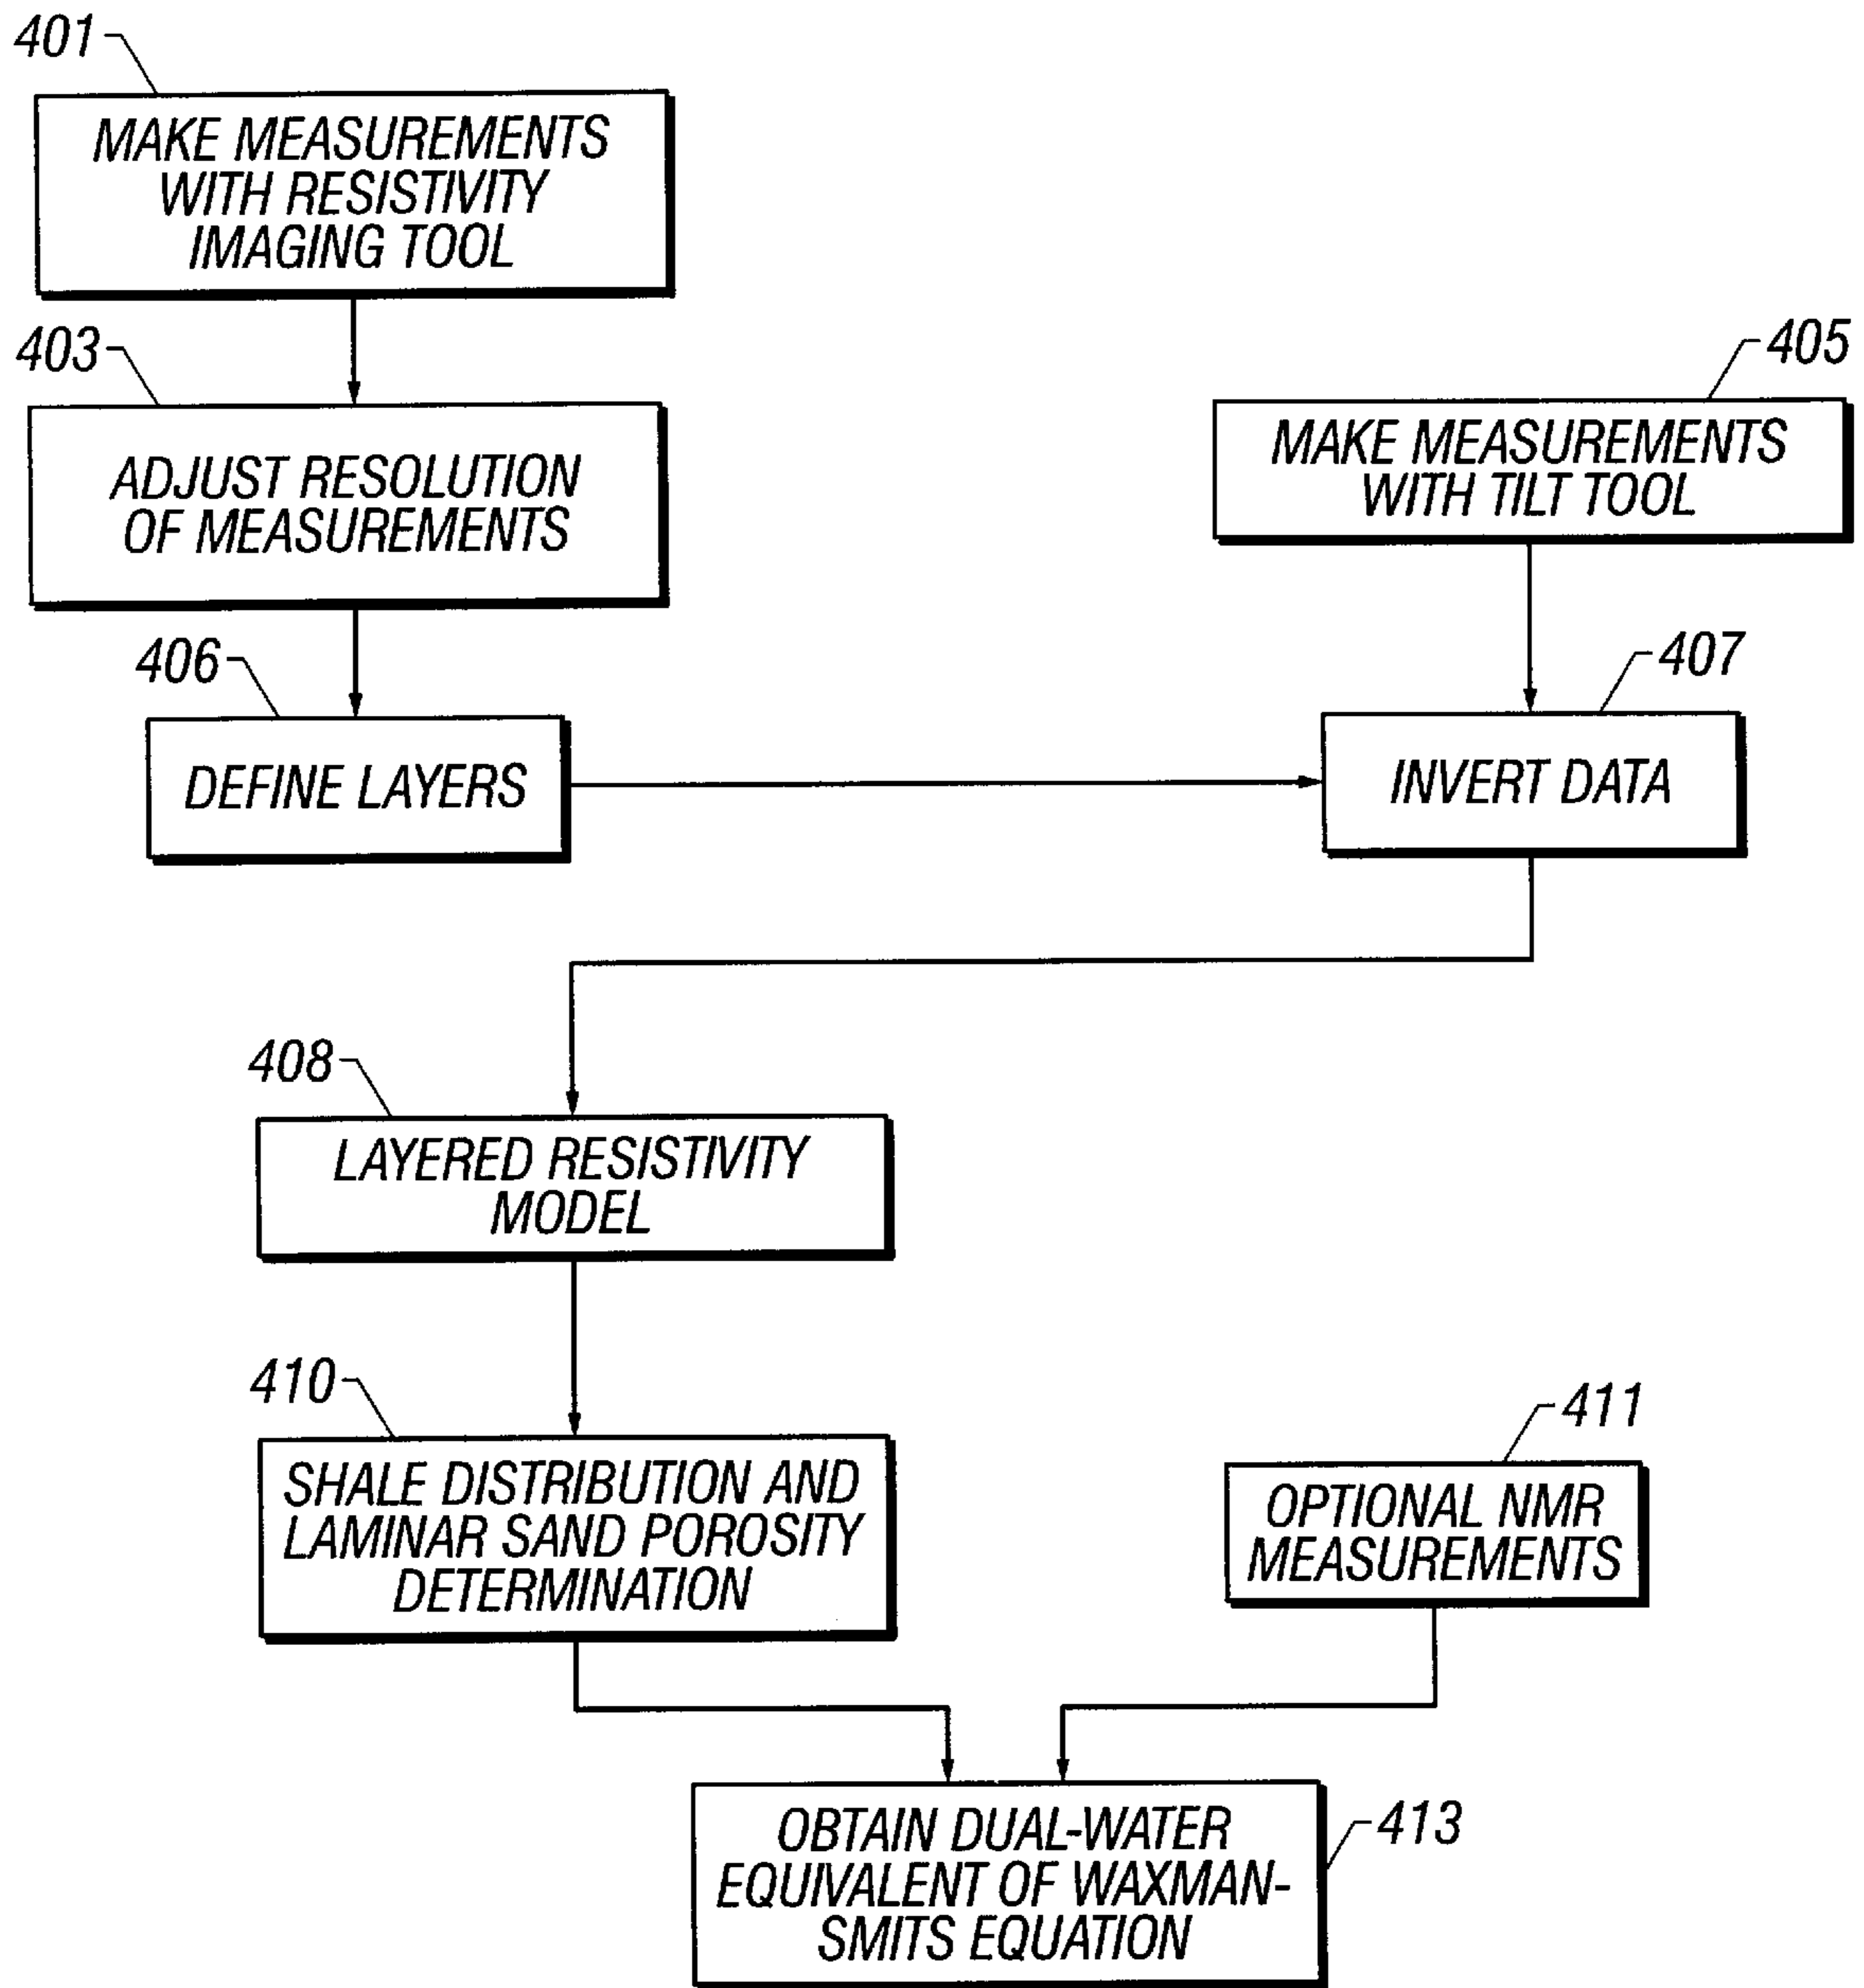 401
MAKE MEASUREMENTS
WITH RESISTIVITY
IMAGING TOOL
403
ADJUST RESOLUTION
OF MEASUREMENTS
405
MAKE MEASUREMENTS
WITH TILT TOOL
406
DEFINE LAYERS
407
INVERT DATA
408
LAYERED RESISTIVITY
MODEL
410
SHALE DISTRIBUTION AND
LAMINAR SAND POROSITY
DETERMINATION
411
OPTIONAL NMR
MEASUREMENTS
OBTAIN DUAL-WATER
EQUIVALENT OF WAXMAN-
SMITS EQUATION
413